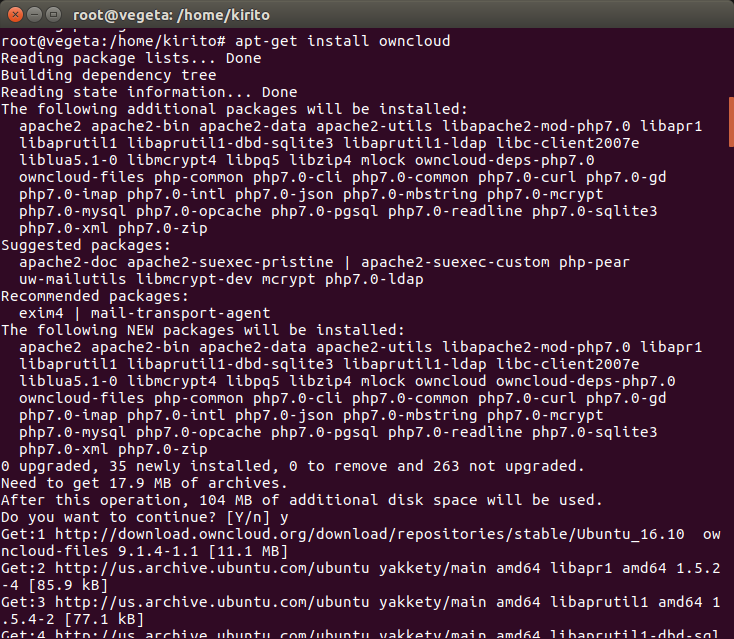 root@vegeta: /home/kirito
root@vegeta:/home/kirito# apt-get install owncloud
Reading package lists... Done
Building dependency tree
Reading state information... Done
The following additional packages will be installed:
  apache2 apache2-bin apache2-data apache2-utils libapache2-mod-php7.0 libapr1
  libaprutil1 libaprutil1-dbd-sqlite3 libaprutil1-ldap libc-client2007e
  liblua5.1-0 libmcrypt4 libpq5 libzip4 mlock owncloud-deps-php7.0
  owncloud-files php-common php7.0-cli php7.0-common php7.0-curl php7.0-gd
  php7.0-imap php7.0-intl php7.0-json php7.0-mbstring php7.0-mcrypt
  php7.0-mysql php7.0-opcache php7.0-pgsql php7.0-readline php7.0-sqlite3
  php7.0-xml php7.0-zip
Suggested packages:
  apache2-doc apache2-suexec-pristine | apache2-suexec-custom php-pear
  uw-mailutils libmcrypt-dev mcrypt php7.0-ldap
Recommended packages:
  exim4 | mail-transport-agent
The following NEW packages will be installed:
  apache2 apache2-bin apache2-data apache2-utils libapache2-mod-php7.0 libapr1
  libaprutil1 libaprutil1-dbd-sqlite3 libaprutil1-ldap libc-client2007e
  liblua5.1-0 libmcrypt4 libpq5 libzip4 mlock owncloud owncloud-deps-php7.0
  owncloud-files php-common php7.0-cli php7.0-common php7.0-curl php7.0-gd
  php7.0-imap php7.0-intl php7.0-json php7.0-mbstring php7.0-mcrypt
  php7.0-mysql php7.0-opcache php7.0-pgsql php7.0-readline php7.0-sqlite3
  php7.0-xml php7.0-zip
0 upgraded, 35 newly installed, 0 to remove and 263 not upgraded.
Need to get 17.9 MB of archives.
After this operation, 104 MB of additional disk space will be used.
Do you want to continue? [Y/n] y
Get:1 http://download.owncloud.org/download/repositories/stable/Ubuntu_16.10  ow
ncloud-files 9.1.4-1.1 [11.1 MB]
Get:2 http://us.archive.ubuntu.com/ubuntu yakkety/main amd64 libapr1 amd64 1.5.2
-4 [85.9 kB]
Get:3 http://us.archive.ubuntu.com/ubuntu yakkety/main amd64 libaprutil1 amd64 1
.5.4-2 [77.1 kB]
Get:4 http://us.archive.ubuntu.com/ubuntu yakkety/main amd64 libaprutil1-dbd-sql